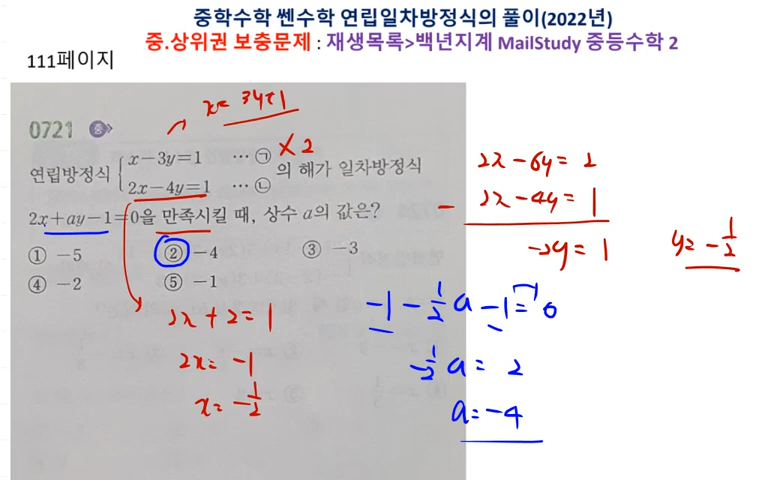 중학수학 쎈수학 연립일차방정식의 풀이(2022년)
중.상위권 보충문제 : 재생목록>백년지계 MailStudy 중등수학 2
111페이지
x = 3y+1
0721 중
연립방정식 { x-3y=1 … ㉠ ×2
2x-4y=1 … ㉡ 의 해가 일차방정식
2x+ay-1=0을 만족시킬 때, 상수 a의 값은?
① -5 ② -4 ③ -3
④ -2 ⑤ -1
2x - 6y = 2
- 2x - 4y = 1
-2y = 1
y = -1/2
2x + 2 = 1
2x = -1
x = -1/2
-1 - 1/2 a - 1 = 0
-1/2 a = 2
a = -4